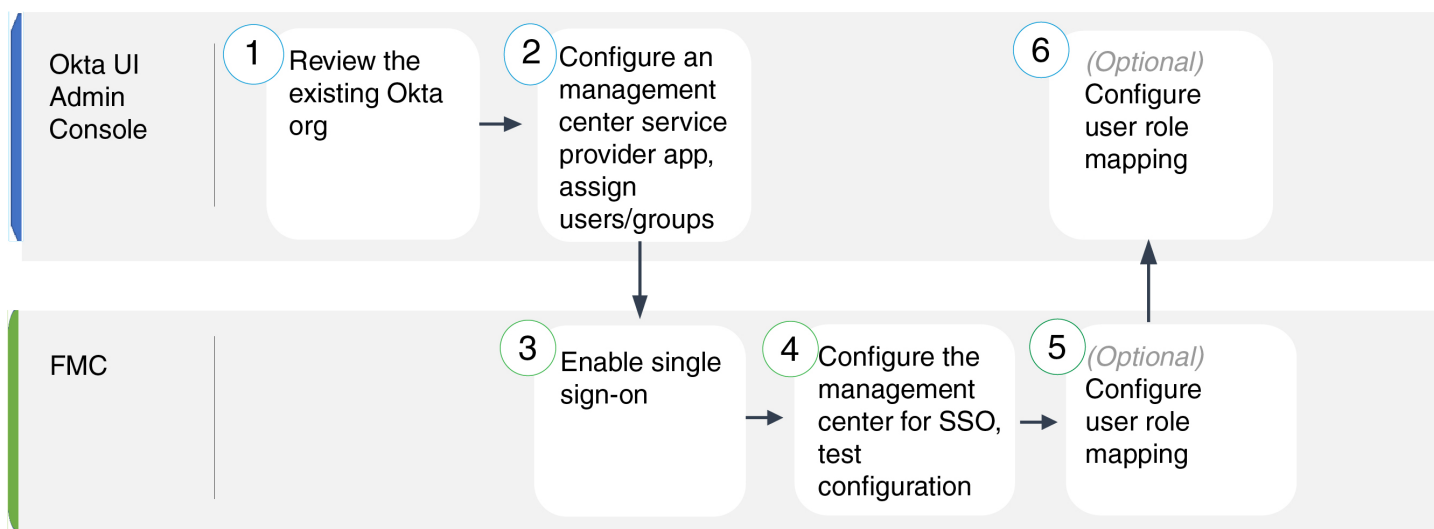 Okta UI
Admin
Console
1
Review the
existing Okta
org
2
Configure an
management
center service
provider app,
assign
users/groups
6
(Optional)
Configure
user role
mapping
FMC
3
Enable single
sign-on
4
Configure the
management
center for SSO,
test
configuration
5
(Optional)
Configure
user role
mapping